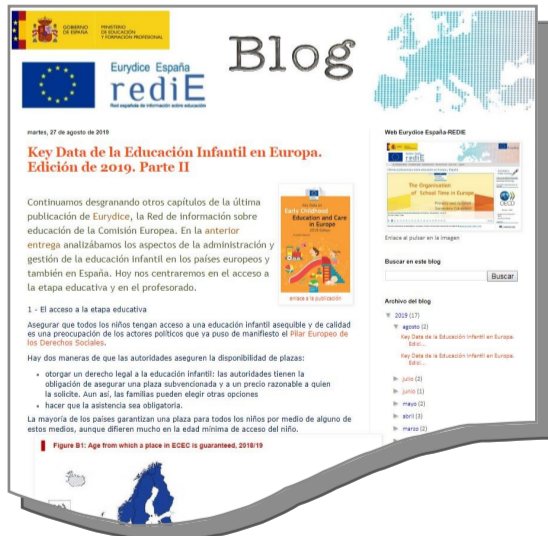 GOBIERNO
DE ESPAÑA
MINISTERIO
DE EDUCACIÓN
Y FORMACIÓN PROFESIONAL
Blog
Eurydice España
rediE
Red española de información sobre educación
martes, 27 de agosto de 2019
Key Data de la Educación Infantil en Europa.
Edición de 2019. Parte II
Continuamos desgranando otros capítulos de la última
publicación de Eurydice, la Red de información sobre
educación de la Comisión Europea. En la anterior
entrega analizábamos los aspectos de la administración y
gestión de la educación infantil en los países europeos y
también en España. Hoy nos centraremos en el acceso a
la etapa educativa y en el profesorado.
Early Childhood
Education and Care
in Europe
enlace a la publicación
1 - El acceso a la etapa educativa
Asegurar que todos los niños tengan acceso a una educación infantil asequible y de calidad
es una preocupación de los actores políticos que ya puso de manifiesto el Pilar Europeo de
los Derechos Sociales.
Hay dos maneras de que las autoridades aseguren la disponibilidad de plazas:
• otorgar un derecho legal a la educación infantil: las autoridades tienen la
obligación de asegurar una plaza subvencionada y a un precio razonable a quien
la solicite. Aun así, las familias pueden elegir otras opciones
• hacer que la asistencia sea obligatoria.
La mayoría de los países garantizan una plaza para todos los niños por medio de alguno de
estos medios, aunque difieren mucho en la edad mínima de acceso del niño.
Figure B1: Age from which a place in ECEC is guaranteed, 2018/19
Web Eurydice España-REDIE
rediE
The Organisation
of School Time in Europe
OECD
Enlace al pulsar en la imagen
Buscar en este blog
Buscar
Archivo del blog
▼ 2019 (17)
▼ agosto (2)
Key Data de la Educación Infantil en Europa.
Edici...
Key Data de la Educación Infantil en Europa.
Edici...
► julio (2)
► junio (1)
► mayo (2)
► abril (3)
► marzo (2)